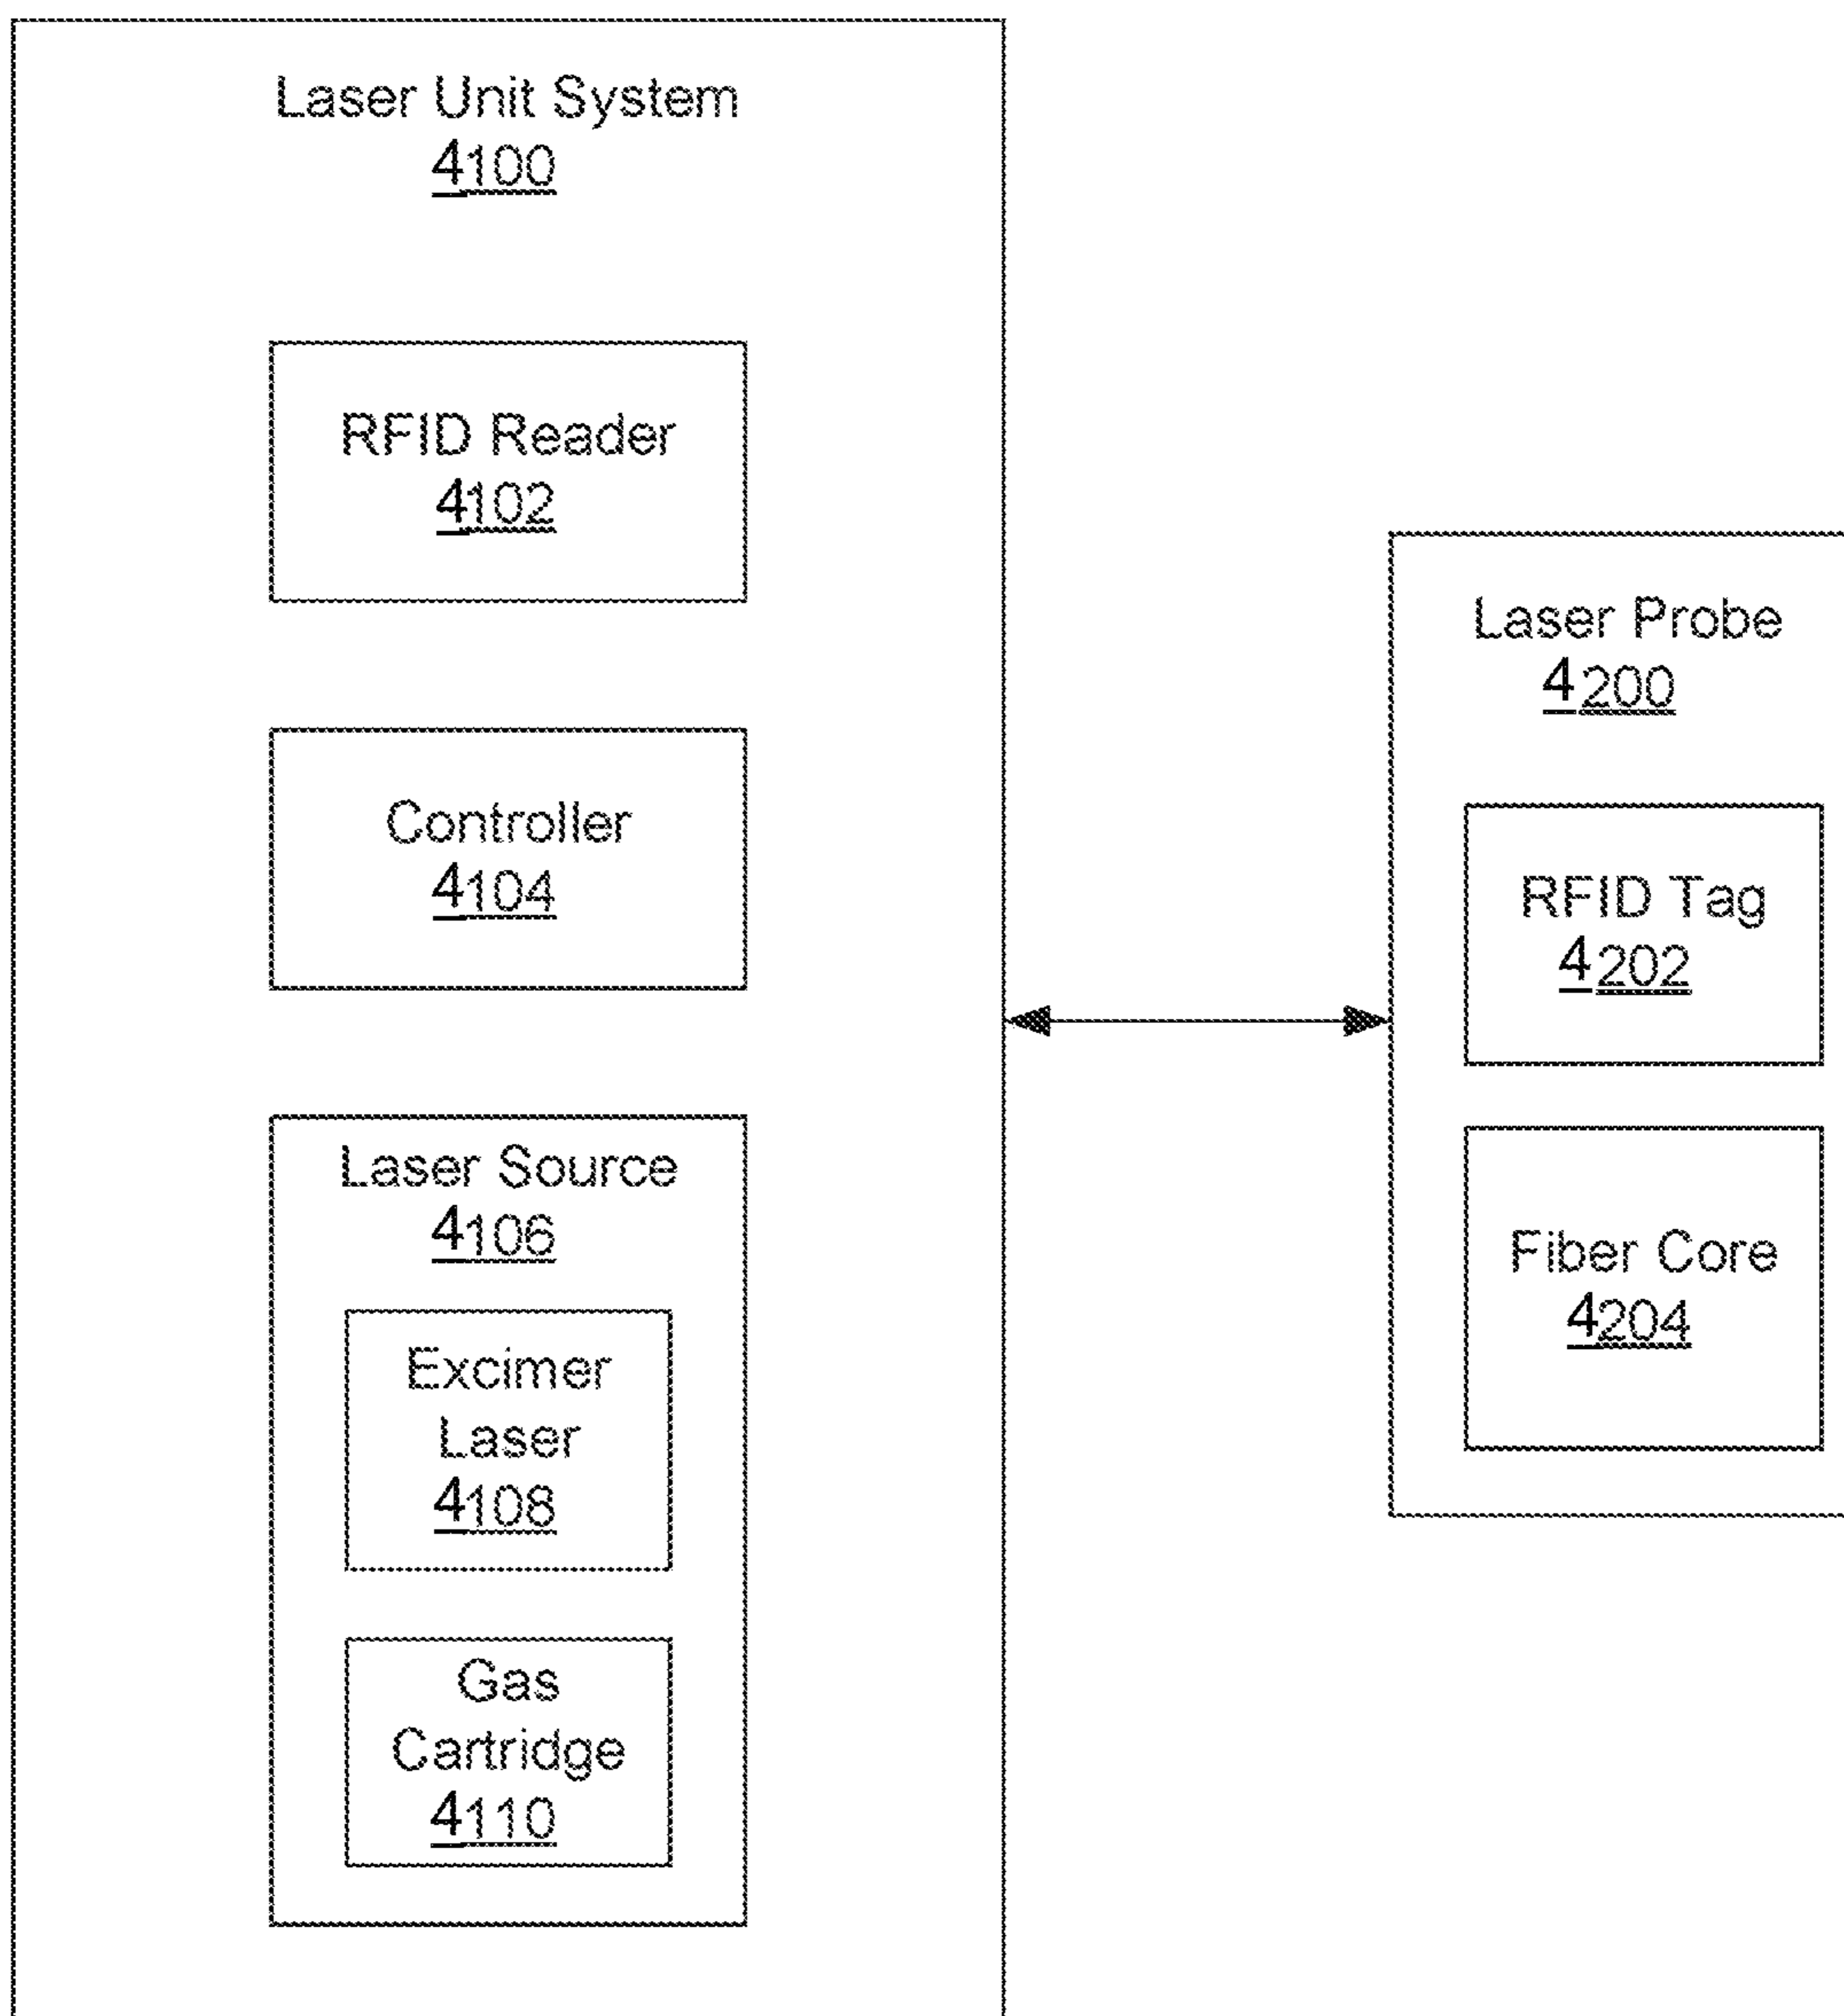 Laser Unit System
4100
RFID Reader
4102
Controller
4104
Laser Source
4106
Excimer
Laser
4108
Gas
Cartridge
4110
Laser Probe
4200
RFID Tag
4202
Fiber Core
4204